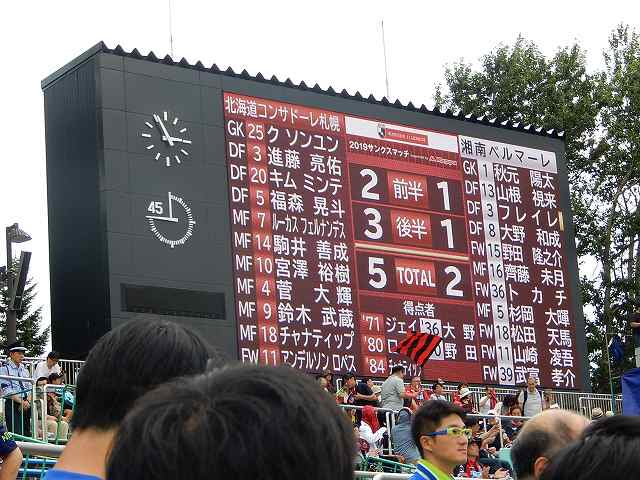 北海道コンサドーレ札幌
GK 25 ク ソンユン
DF 3 進藤 亮佑
DF 20 キム ミンテ
DF 5 福森 晃斗
MF 7 ルーカス フェルナンデス
MF 14 駒井 善成
MF 10 宮澤 裕樹
MF 4 菅 大輝
MF 9 鈴木 武蔵
MF 18 チャナティップ
FW 11 アンデルソン ロペス
45
2019サンクスマッチ
2 前半 1
3 後半 1
5 TOTAL 2
得点者
'71 ジェイ 36 大野
'80 野田
'84
湘南ベルマーレ
GK 1 秋元 陽太
DF 13 山根 視来
DF 3 フレイレ
DF 8 大野 和成
FW 15 野田 隆之介
MF 16 齊藤 未月
FW 36 トカチ
MF 5 杉岡 大暉
FW 18 松田 天馬
FW 11 山﨑 凌吾
FW 39 武富 孝介